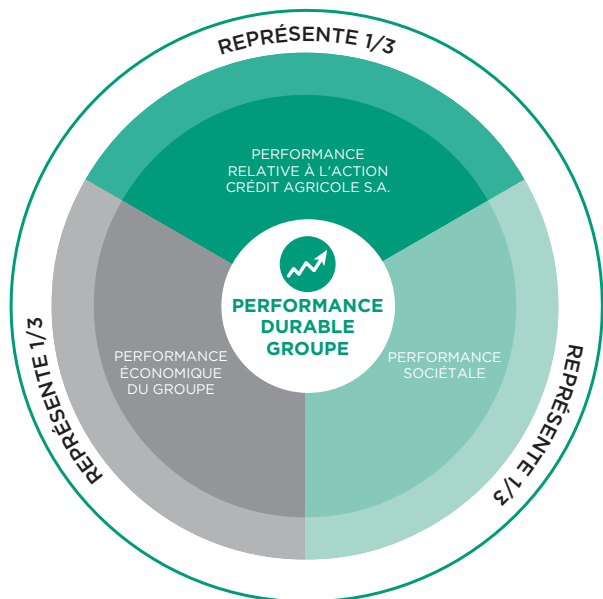 REPRÉSENTE 1/3
PERFORMANCE
RELATIVE À L'ACTION
CRÉDIT AGRICOLE S.A.
PERFORMANCE
DURABLE
GROUPE
PERFORMANCE
ÉCONOMIQUE
DU GROUPE
PERFORMANCE
SOCIÉTALE
REPRÉSENTE 1/3
REPRÉSENTE 1/3